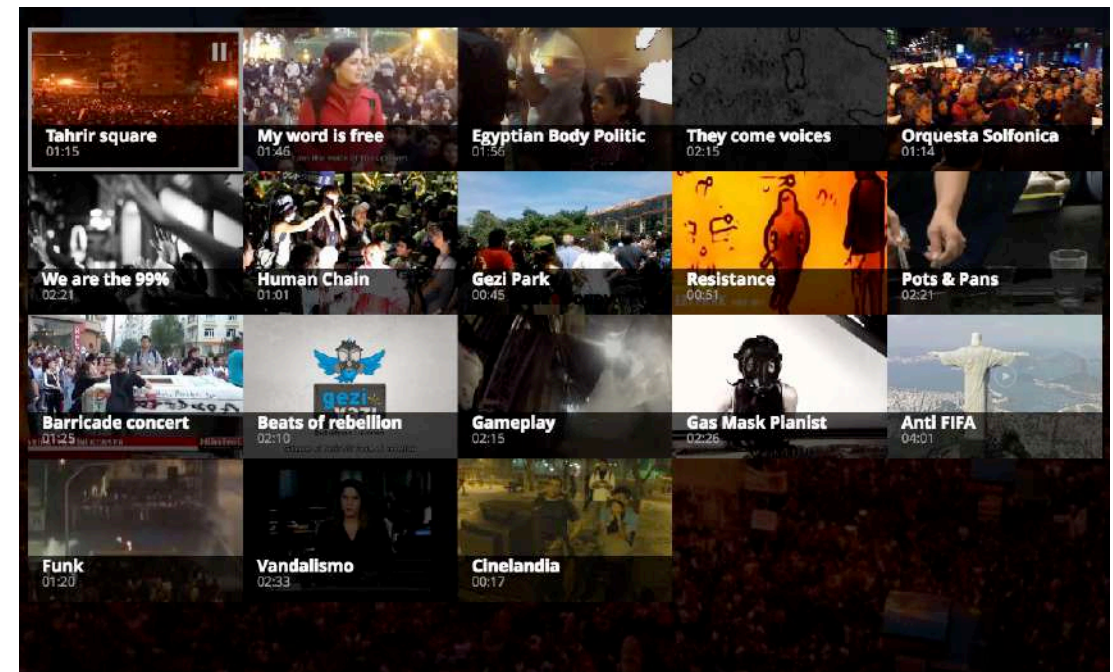 Tahrir square
01:15
My word is free
01:46
Egyptian Body Politic
01:56
They come voices
02:15
Orquesta Solfonica
01:14
We are the 99%
02:21
Human Chain
01:01
Gezi Park
00:45
Resistance
00:51
Pots & Pans
02:21
Barricade concert
01:25
Beats of rebellion
02:10
gezi
Gameplay
02:15
Gas Mask Pianist
02:26
Anti FIFA
04:01
Funk
01:20
Vandalismo
02:33
Cinelandia
00:17